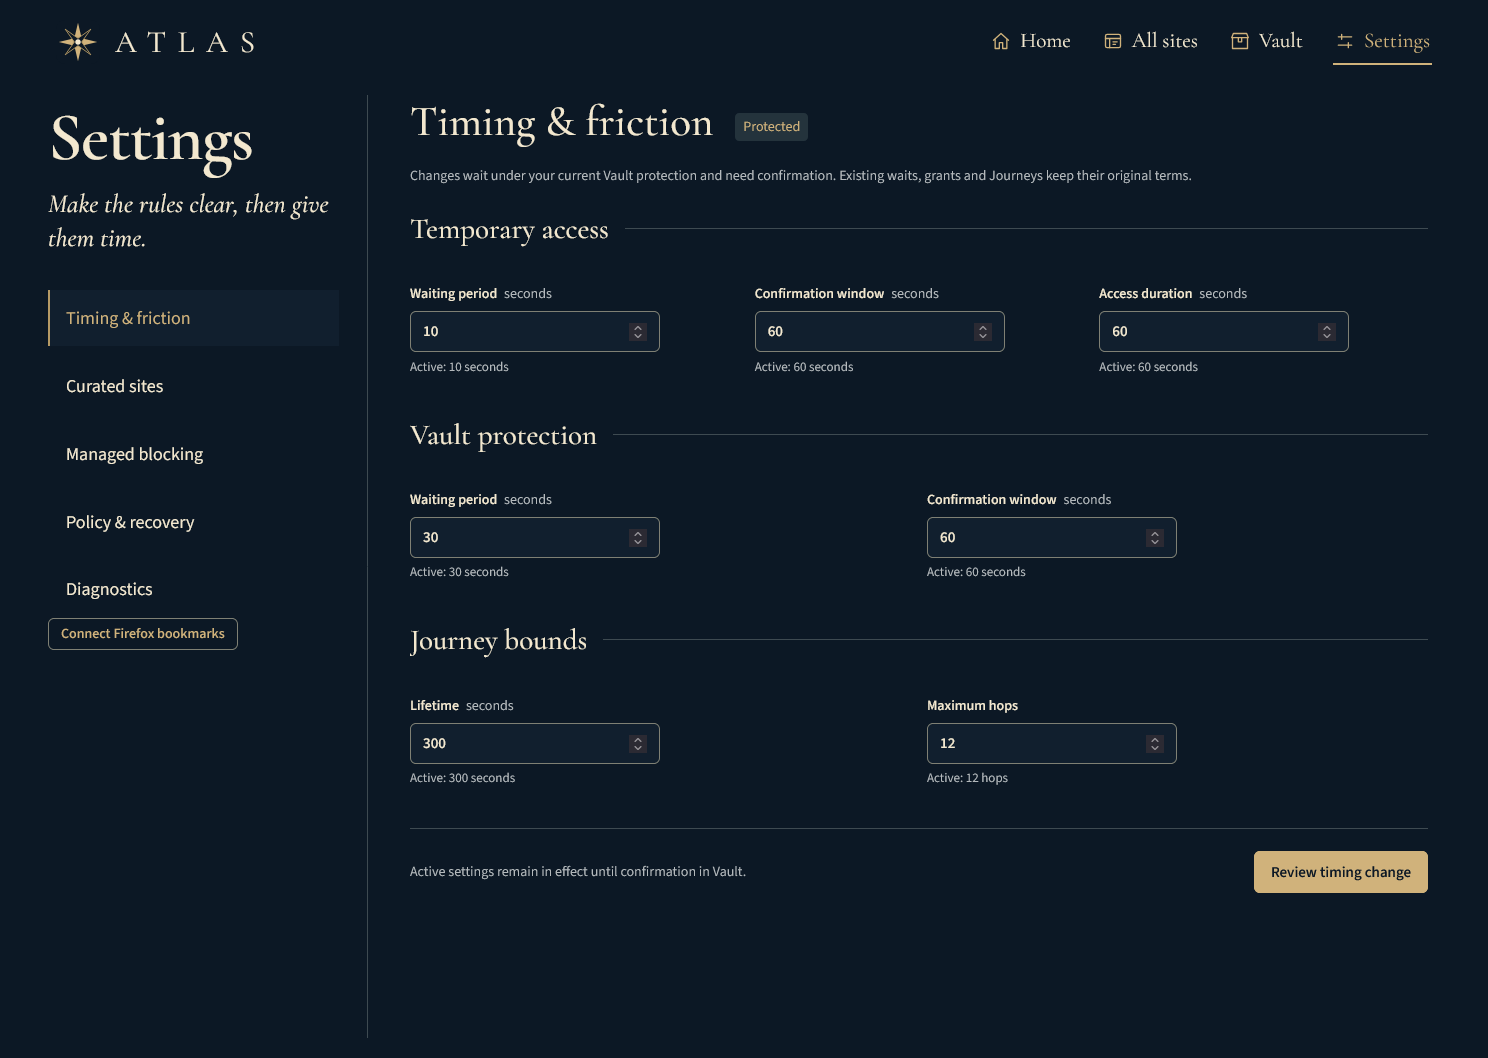 ATLAS
Home
All sites
Vault
Settings
Settings
Make the rules clear, then give
them time.
Timing & friction
Curated sites
Managed blocking
Policy & recovery
Diagnostics
Connect Firefox bookmarks
Timing & friction
Protected
Changes wait under your current Vault protection and need confirmation. Existing waits, grants and Journeys keep their original terms.
Temporary access
Waiting period seconds
10
Active: 10 seconds
Confirmation window seconds
60
Active: 60 seconds
Access duration seconds
60
Active: 60 seconds
Vault protection
Waiting period seconds
30
Active: 30 seconds
Confirmation window seconds
60
Active: 60 seconds
Journey bounds
Lifetime seconds
300
Active: 300 seconds
Maximum hops
12
Active: 12 hops
Active settings remain in effect until confirmation in Vault.
Review timing change